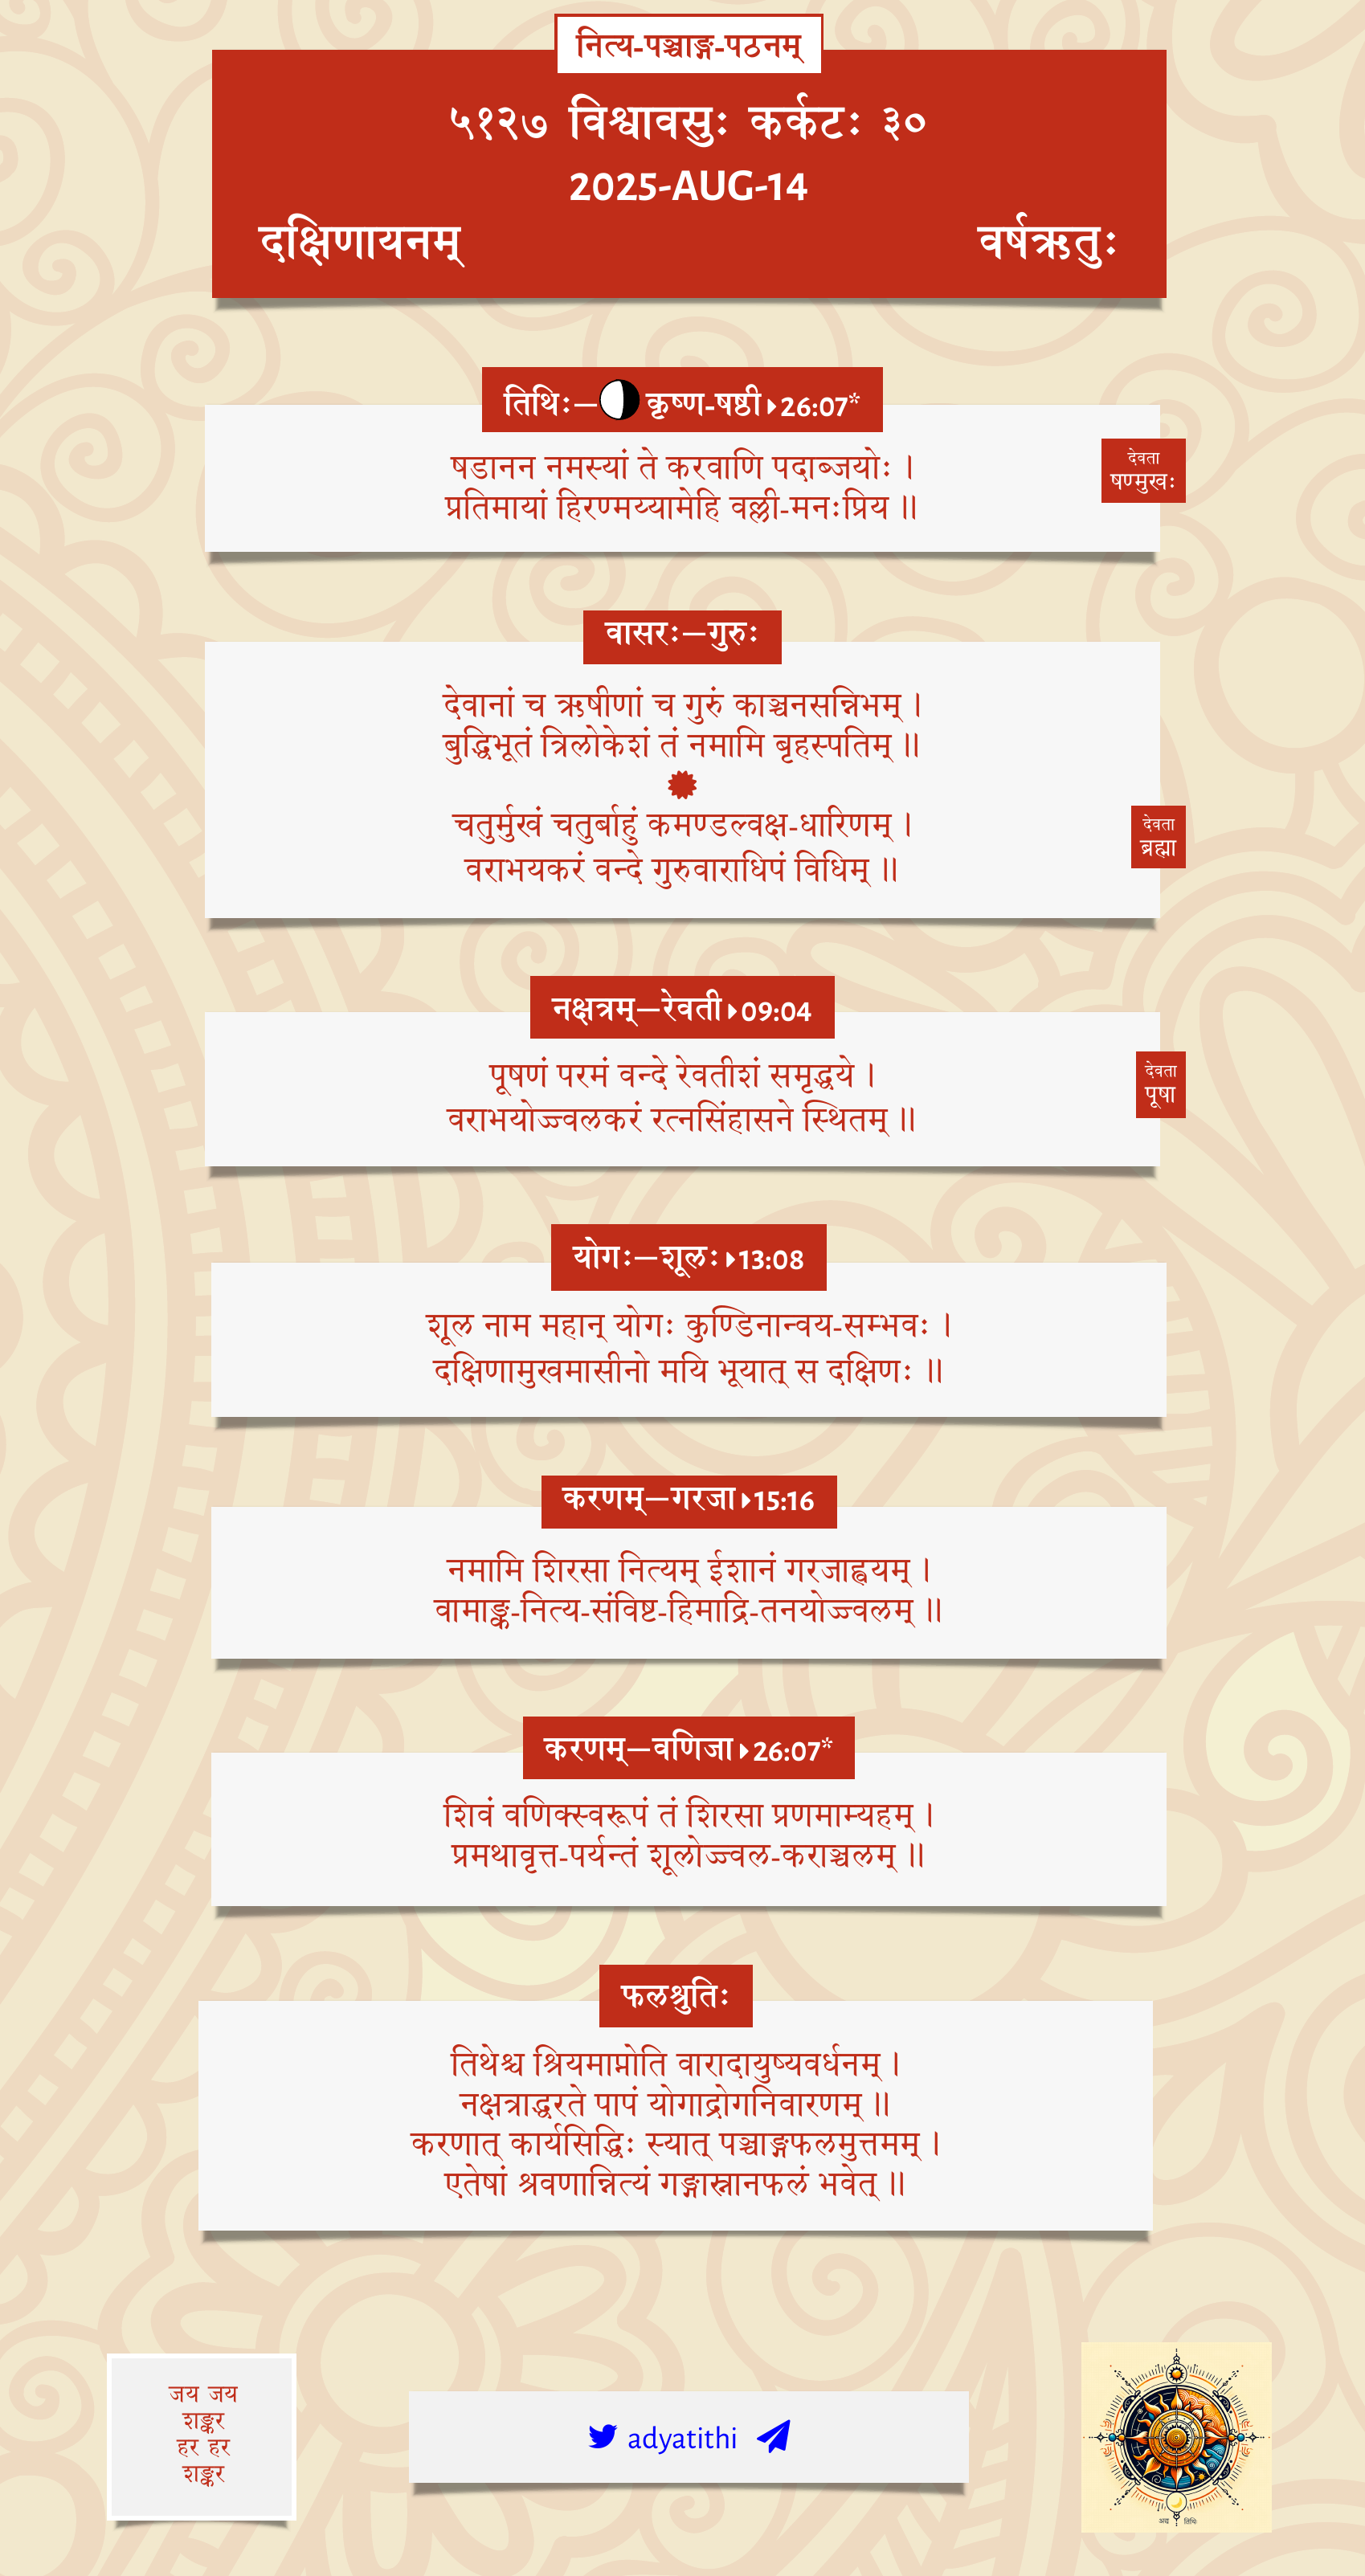 नित्य-पञ्चाङ्ग-पठनम्
५१२७ विश्वावसुः कर्कटः ३०
2025-AUG-14
दक्षिणायनम् वर्षऋतुः
तिथिः—कृष्ण-षष्ठी 26:07*
षडानन नमस्यां ते करवाणि पदाब्जयोः ।
प्रतिमायां हिरण्मय्यामेहि वल्ली-मनःप्रिय ॥
देवता
षण्मुखः
वासरः—गुरुः
देवानां च ऋषीणां च गुरुं काञ्चनसन्निभम् ।
बुद्धिभूतं त्रिलोकेशं तं नमामि बृहस्पतिम् ॥
चतुर्मुखं चतुर्बाहुं कमण्डल्वक्ष-धारिणम् ।
वराभयकरं वन्दे गुरुवाराधिपं विधिम् ॥
देवता
ब्रह्मा
नक्षत्रम्—रेवती 09:04
पूषणं परमं वन्दे रेवतीशं समृद्धये ।
वराभयोज्ज्वलकरं रत्नसिंहासने स्थितम् ॥
देवता
पूषा
योगः—शूलः 13:08
शूल नाम महान् योगः कुण्डिनान्वय-सम्भवः ।
दक्षिणामुखमासीनो मयि भूयात् स दक्षिणः ॥
करणम्—गरजा 15:16
नमामि शिरसा नित्यम् ईशानं गरजाह्वयम् ।
वामाङ्क-नित्य-संविष्ट-हिमाद्रि-तनयोज्ज्वलम् ॥
करणम्—वणिजा 26:07*
शिवं वणिक्स्वरूपं तं शिरसा प्रणमाम्यहम् ।
प्रमथावृत्त-पर्यन्तं शूलोज्ज्वल-कराञ्चलम् ॥
फलश्रुतिः
तिथेश्च श्रियमाप्नोति वारादायुष्यवर्धनम् ।
नक्षत्राद्धरते पापं योगाद्रोगनिवारणम् ॥
करणात् कार्यसिद्धिः स्यात् पञ्चाङ्गफलमुत्तमम् ।
एतेषां श्रवणान्नित्यं गङ्गास्नानफलं भवेत् ॥
जय जय
शङ्कर
हर हर
शङ्कर
adyatithi
अद्य तिथिः